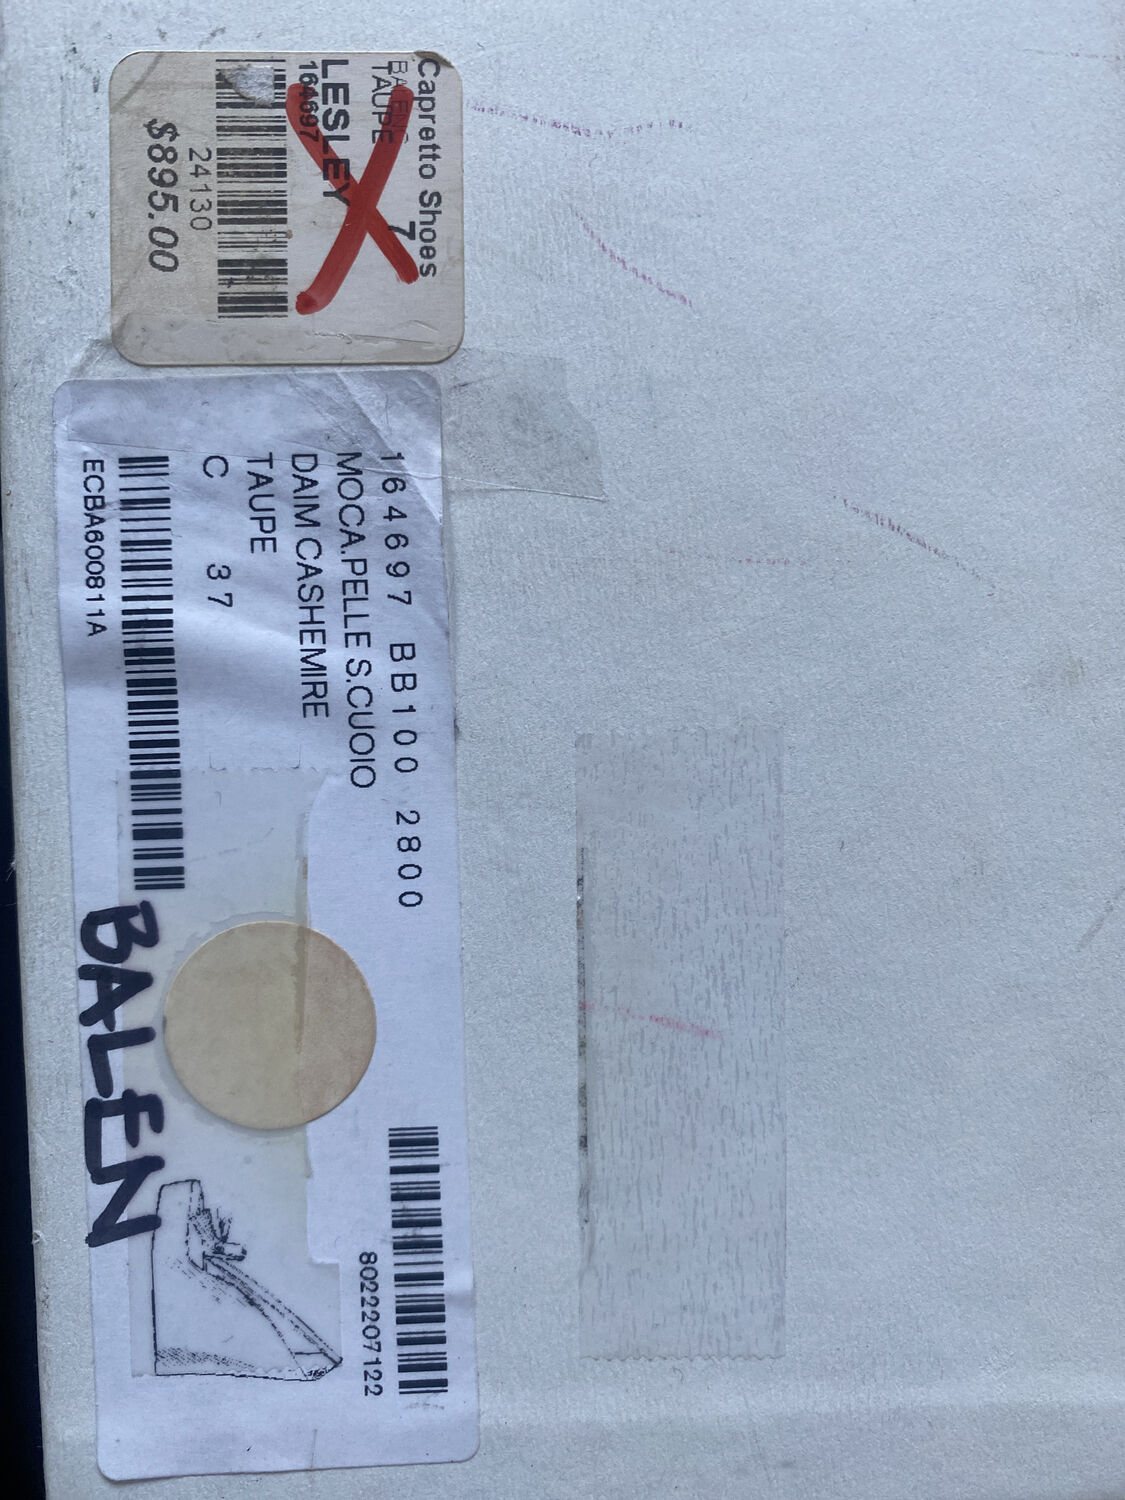 Capretto Shoes
BALENC
TAUPE 7
LESLEY
164697
24130
$895.00
164697 BB100 2800
MOCA.PELLE S.CUOIO
DAIM CASHEMIRE
TAUPE
C 37
ECBA600811A
BALEN
8022207122